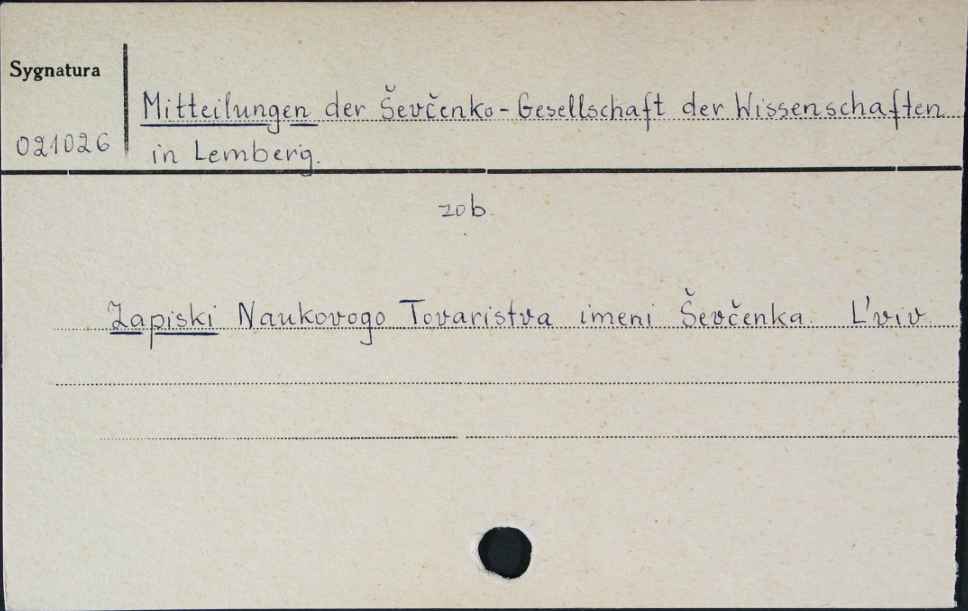 Sygnatura
Mitteilungen der Ševčenko-Gesellschaft der Wissenschaften
021026 in Lemberg.
zob.
Zapiski Naukovogo Tovaristva imeni Ševčenka. L'viv.